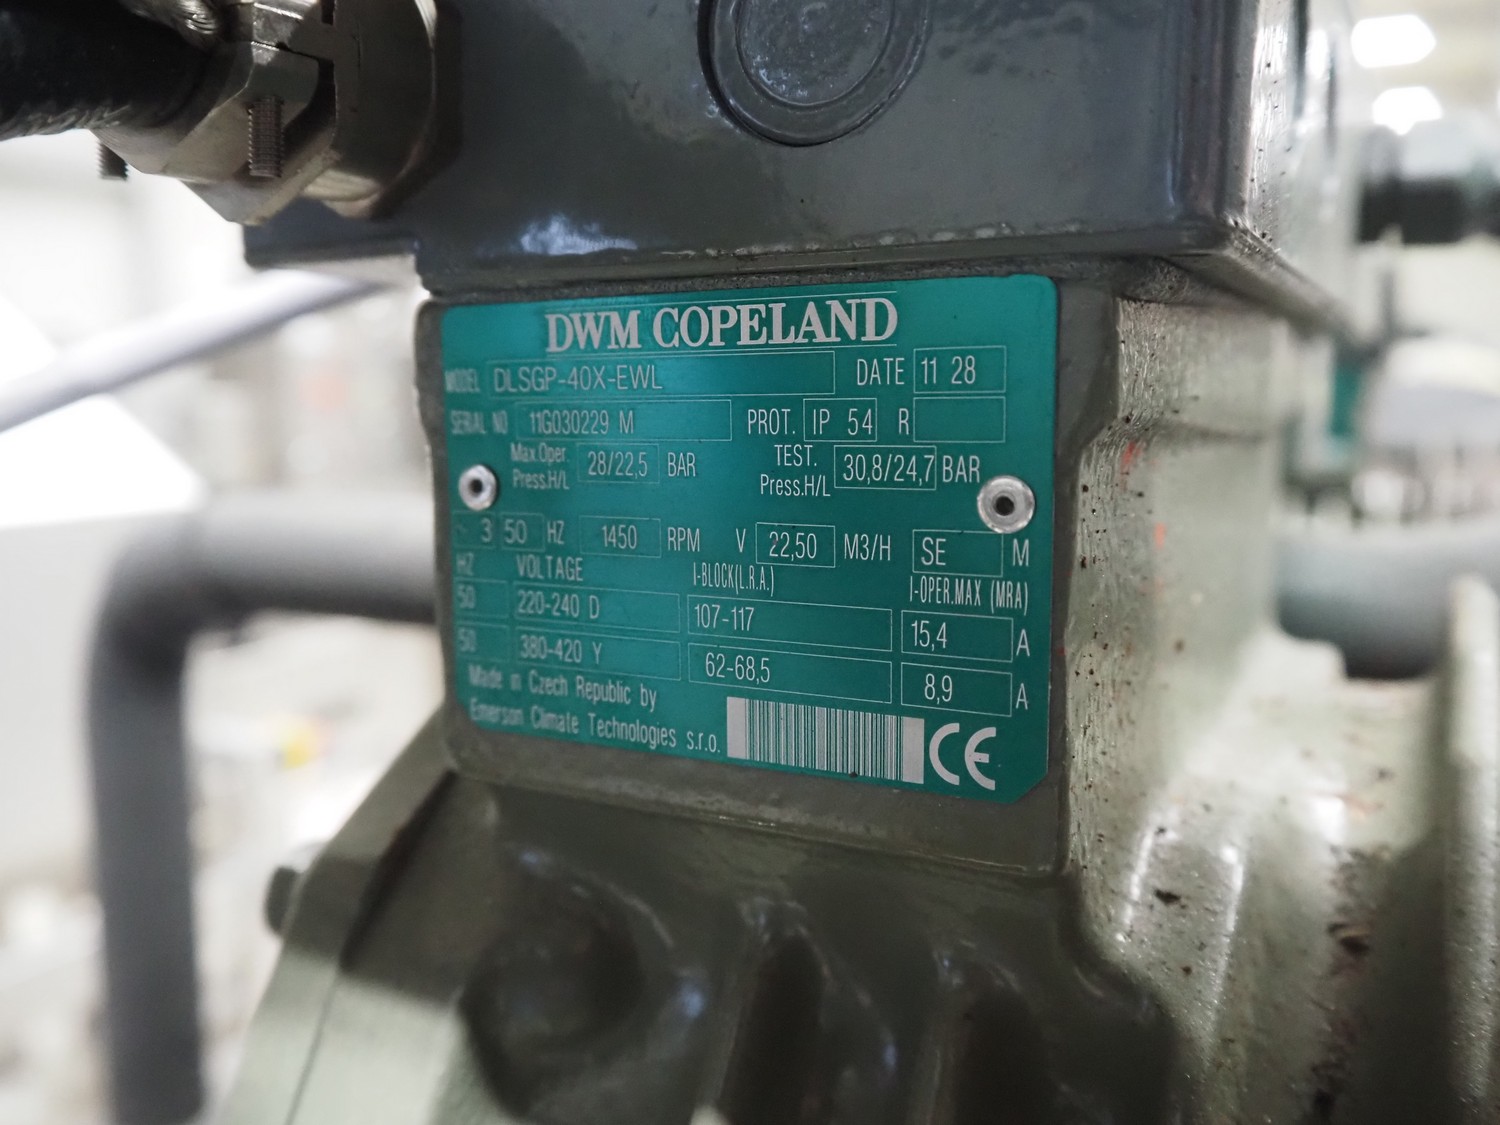 DWM COPELAND
MODEL DLSGP-40X-EWL DATE 11 28
SERIAL NO 11G030229 M PROT. IP 54 R
Max.Oper. Press.H/L 28/22,5 BAR TEST. Press.H/L 30,8/24,7 BAR
~ 3 50 HZ 1450 RPM V 22,50 M3/H SE M
HZ VOLTAGE I-BLOCK(L.R.A.) I-OPER.MAX (MRA)
50 220-240 D 107-117 15,4 A
50 380-420 Y 62-68,5 8,9 A
Made in Czech Republic by
Emerson Climate Technologies s.r.o. CE